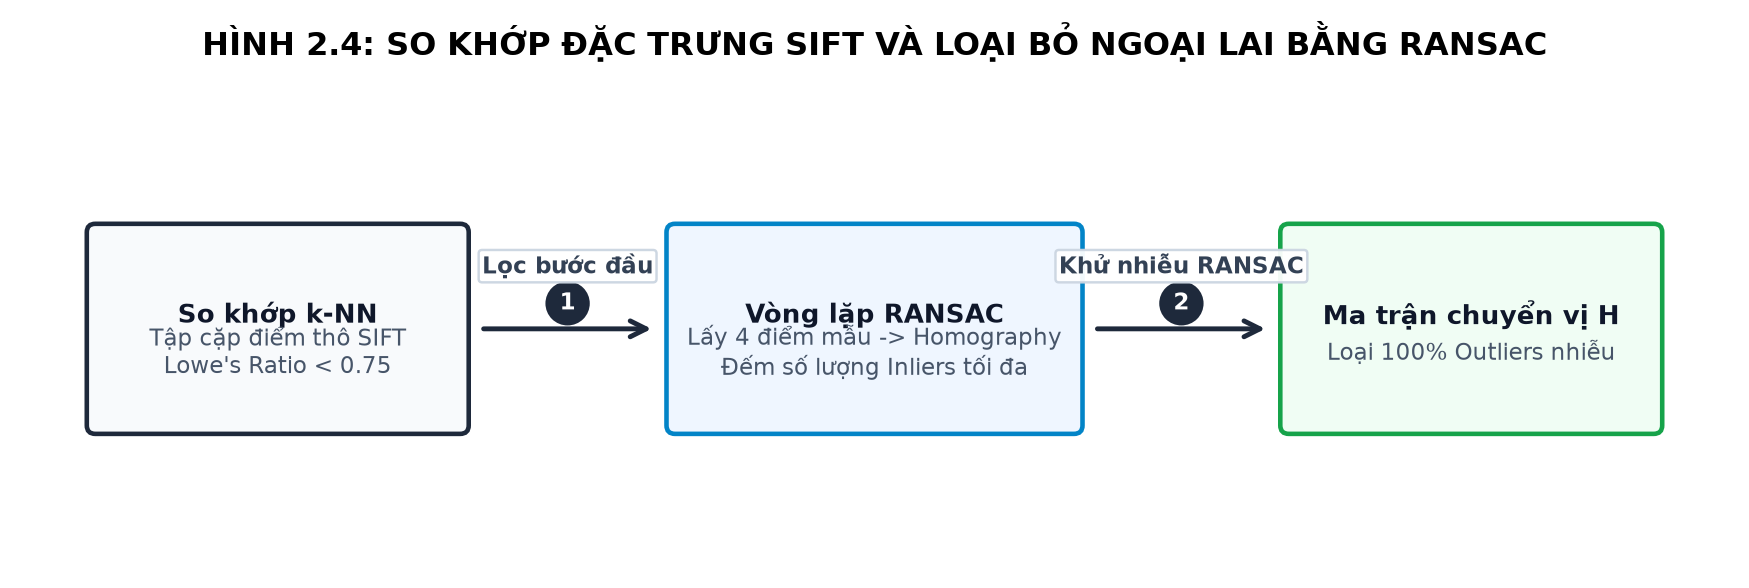 HÌNH 2.4: SO KHỚP ĐẶC TRƯNG SIFT VÀ LOẠI BỎ NGOẠI LAI BẰNG RANSAC
So khớp k-NN
Tập cặp điểm thô SIFT
Lowe's Ratio < 0.75
Lọc bước đầu
1
Vòng lặp RANSAC
Lấy 4 điểm mẫu -> Homography
Đếm số lượng Inliers tối đa
Khử nhiễu RANSAC
2
Ma trận chuyển vị H
Loại 100% Outliers nhiễu